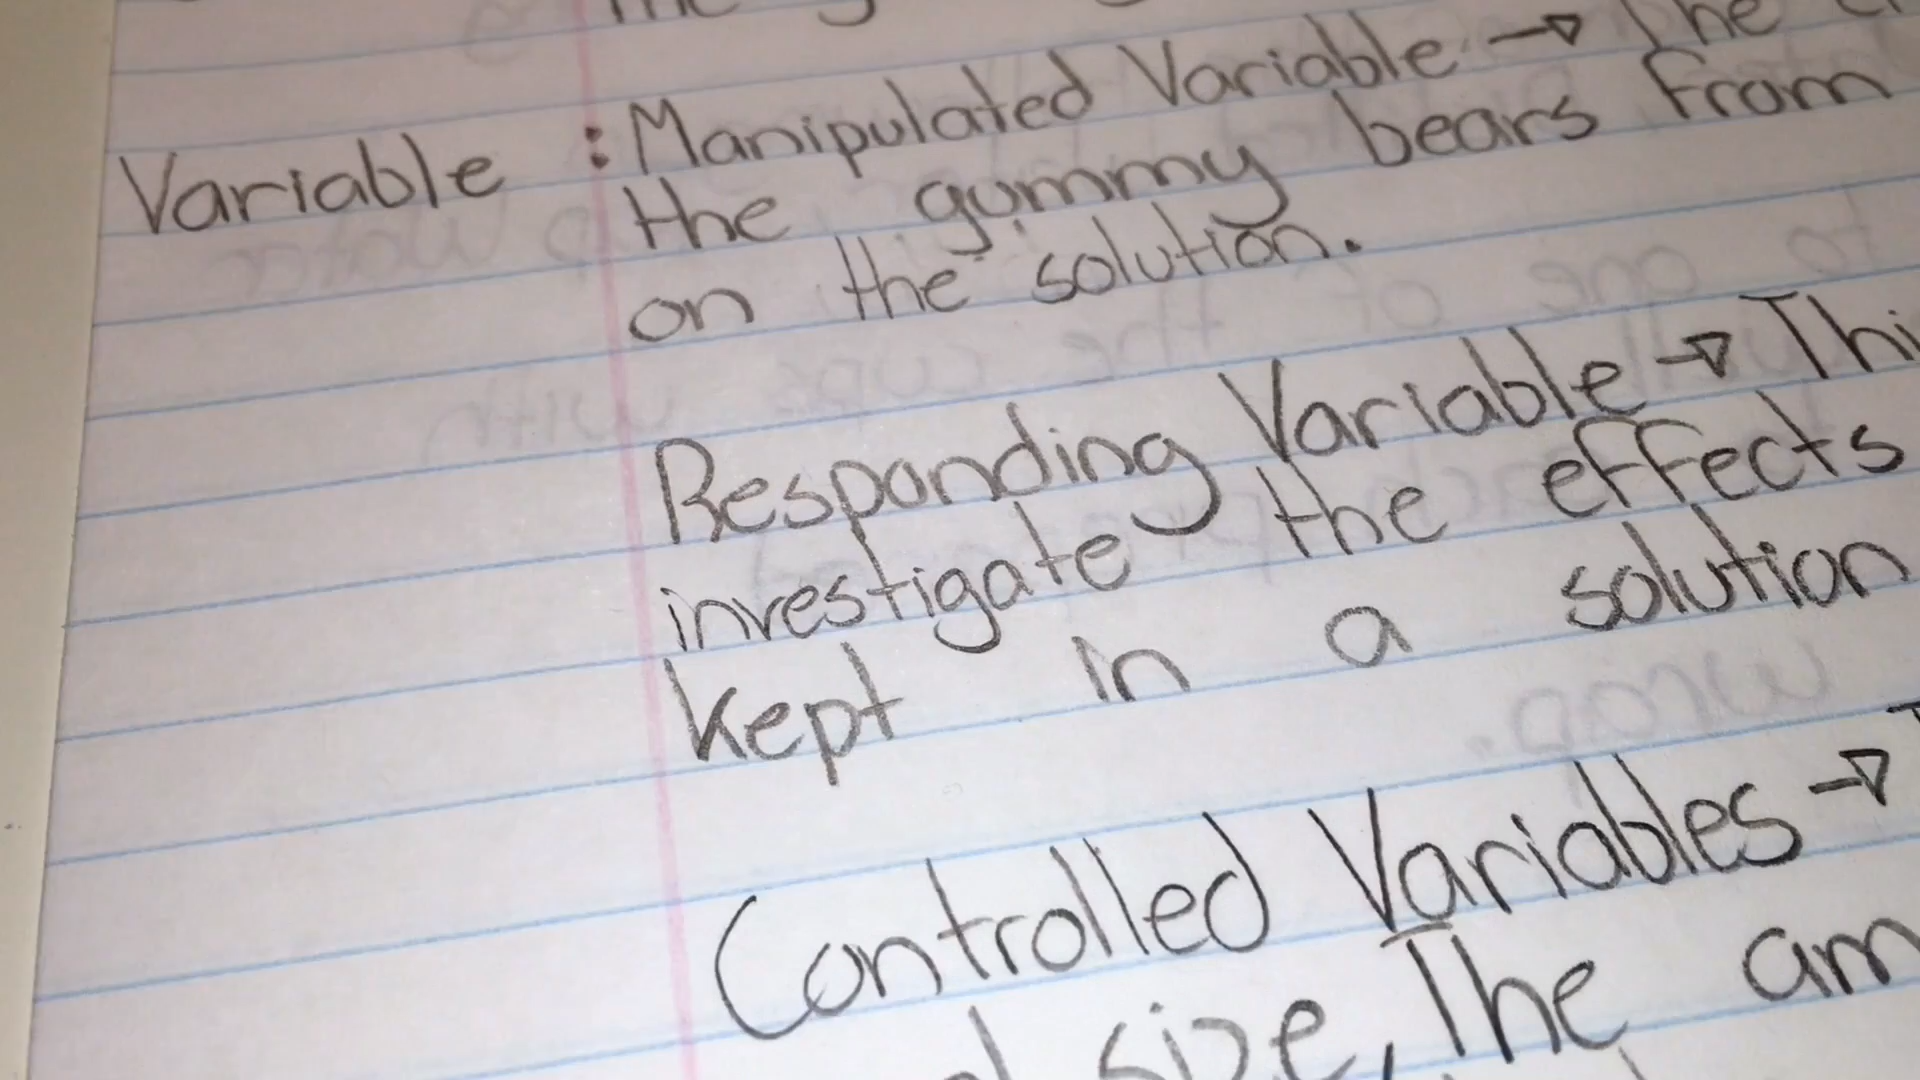 the
Variable : Manipulated Variable → The
the gummy bears from
on the solution.
Responding Variable → Thi
investigate the effects
kept in a solution
Controlled Variables →
size, The am